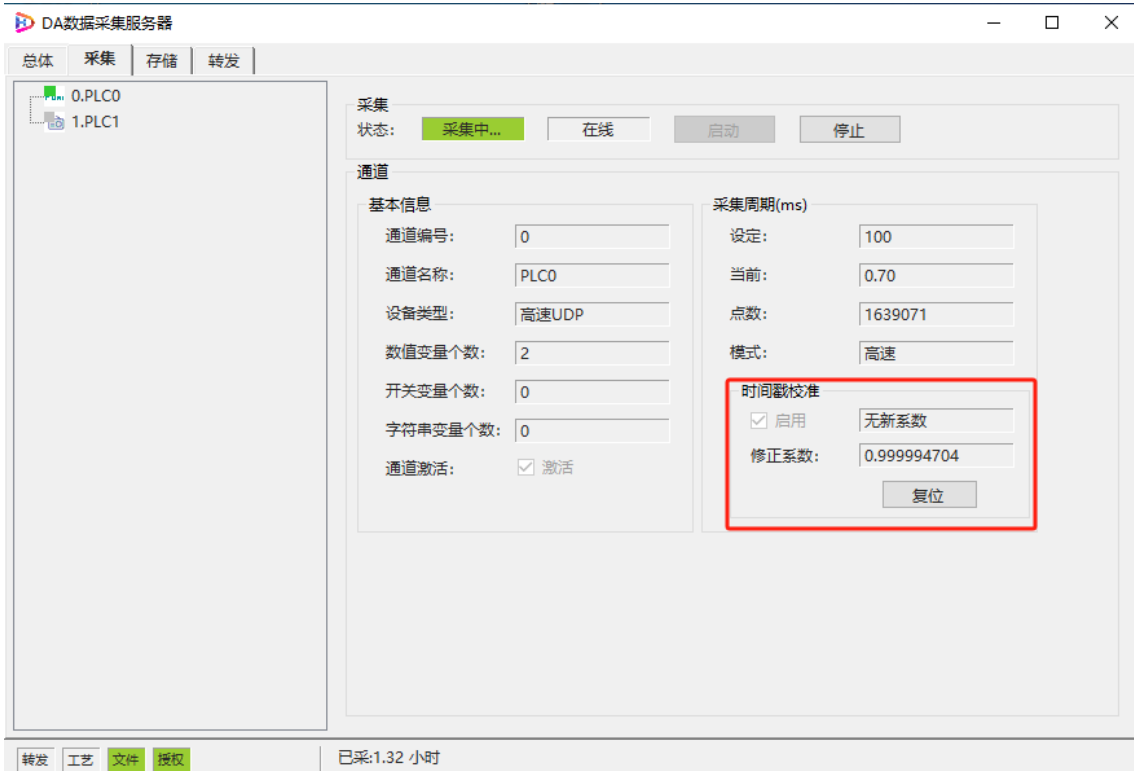 DA数据采集服务器
总体 采集 存储 转发
0.PLC0
1.PLC1
采集
状态: 采集中... 在线 启动 停止
通道
基本信息
通道编号: 0
通道名称: PLC0
设备类型: 高速UDP
数值变量个数: 2
开关变量个数: 0
字符串变量个数: 0
通道激活: 激活
采集周期(ms)
设定: 100
当前: 0.70
点数: 1639071
模式: 高速
时间戳校准
启用 无新系数
修正系数: 0.999994704
复位
转发 工艺 文件 授权 已采:1.32 小时